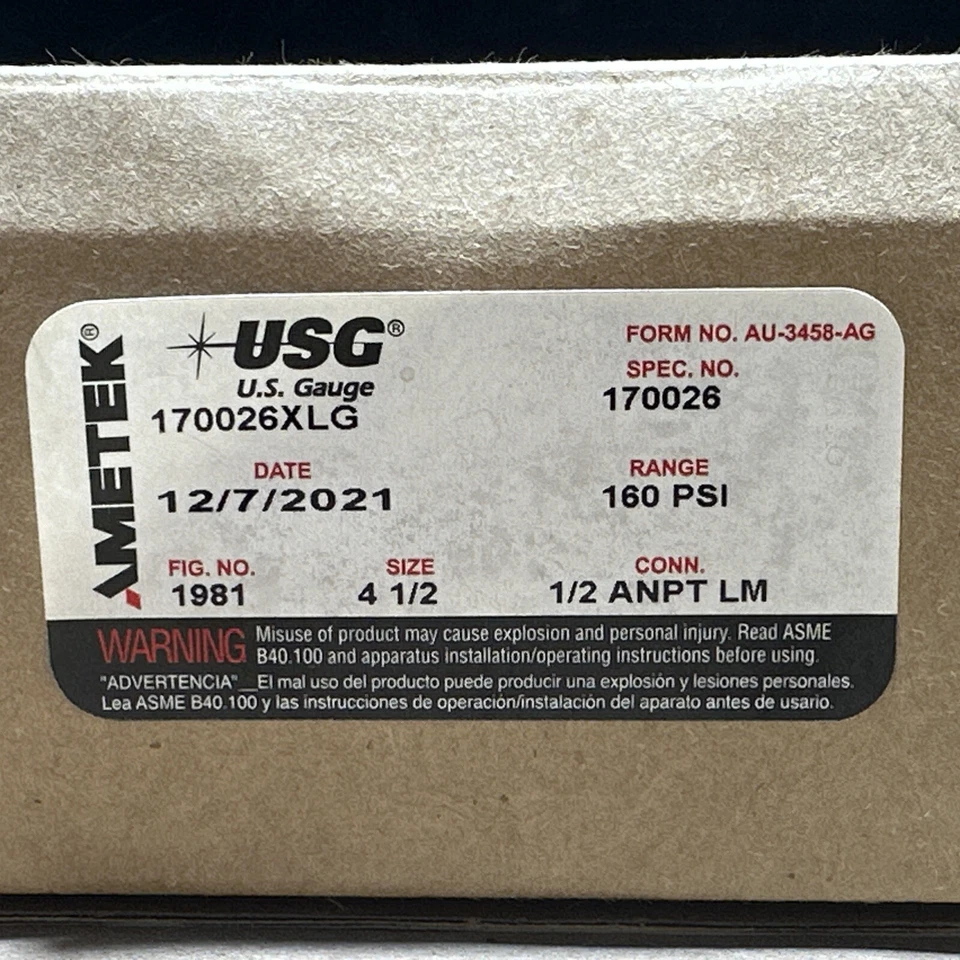 AMETEK®
USG®
U.S. Gauge
170026XLG
FORM NO. AU-3458-AG
SPEC. NO.
170026
DATE
12/7/2021
RANGE
160 PSI
FIG. NO.
1981
SIZE
4 1/2
CONN.
1/2 ANPT LM
WARNING Misuse of product may cause explosion and personal injury. Read ASME
B40.100 and apparatus installation/operating instructions before using.
"ADVERTENCIA"__El mal uso del producto puede producir una explosión y lesiones personales.
Lea ASME B40.100 y las instrucciones de operación/instalación del aparato antes de usario.